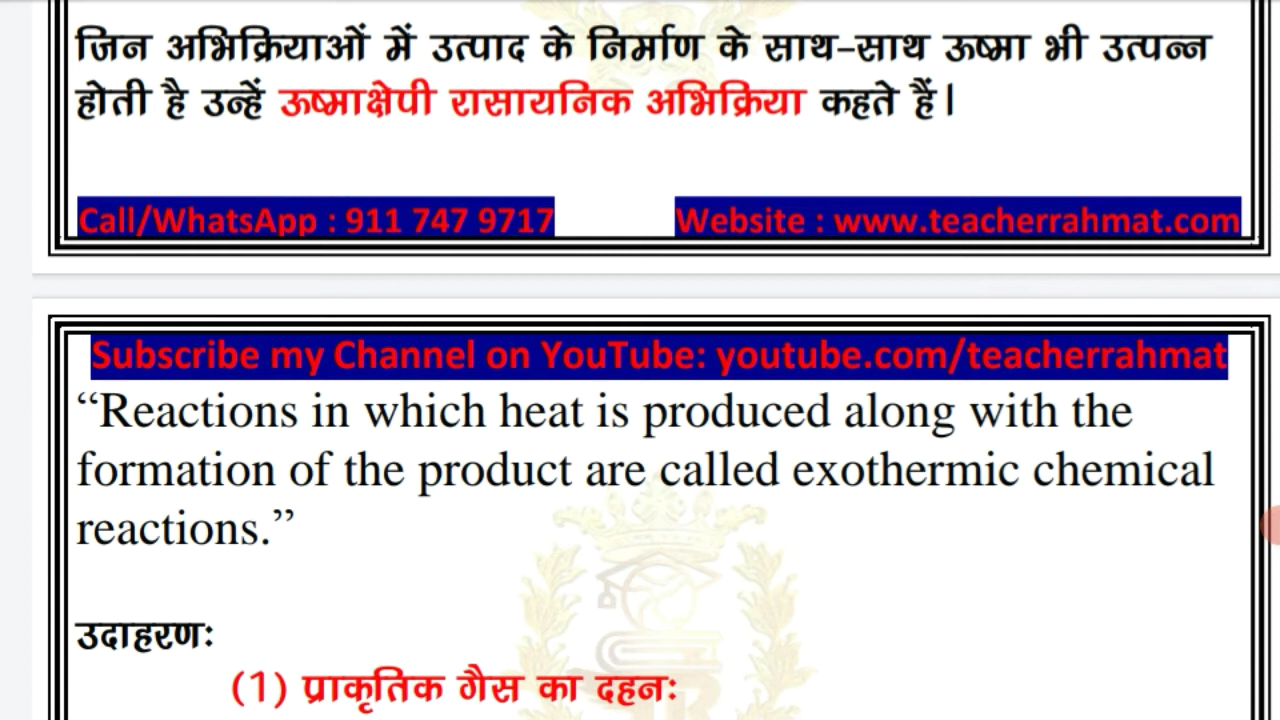 जिन अभिक्रियाओं में उत्पाद के निर्माण के साथ-साथ ऊष्मा भी उत्पन्न
होती है उन्हें ऊष्माक्षेपी रासायनिक अभिक्रिया कहते हैं।
Call/WhatsApp : 911 747 9717 Website : www.teacherrahmat.com
Subscribe my Channel on YouTube: youtube.com/teacherrahmat
“Reactions in which heat is produced along with the
formation of the product are called exothermic chemical
reactions.”
उदाहरणः
(1) प्राकृतिक गैस का दहनः